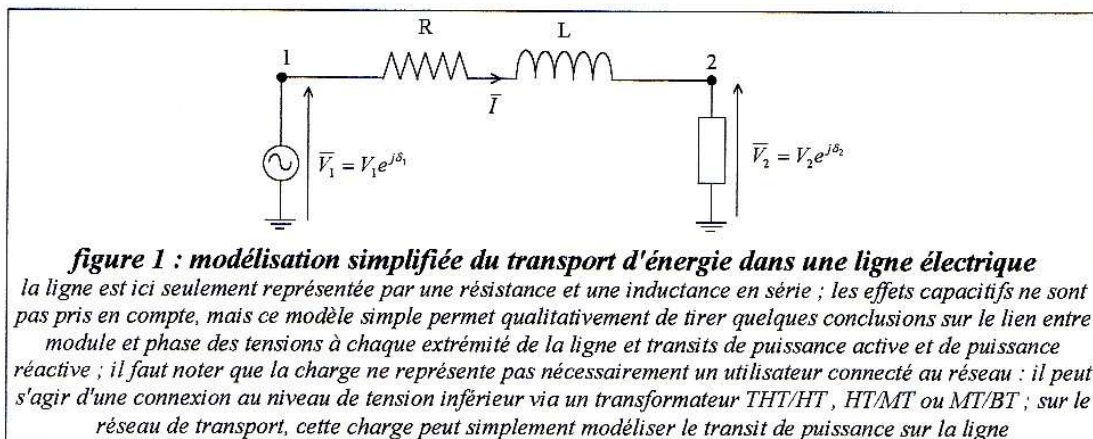 R L
1 2
Ī
V̄₁ = V₁e^{jδ₁} V̄₂ = V₂e^{jδ₂}
figure 1 : modélisation simplifiée du transport d'énergie dans une ligne électrique
la ligne est ici seulement représentée par une résistance et une inductance en série ; les effets capacitifs ne sont
pas pris en compte, mais ce modèle simple permet qualitativement de tirer quelques conclusions sur le lien entre
module et phase des tensions à chaque extrémité de la ligne et transits de puissance active et de puissance
réactive ; il faut noter que la charge ne représente pas nécessairement un utilisateur connecté au réseau : il peut
s'agir d'une connexion au niveau de tension inférieur via un transformateur THT/HT , HT/MT ou MT/BT ; sur le
réseau de transport, cette charge peut simplement modéliser le transit de puissance sur la ligne